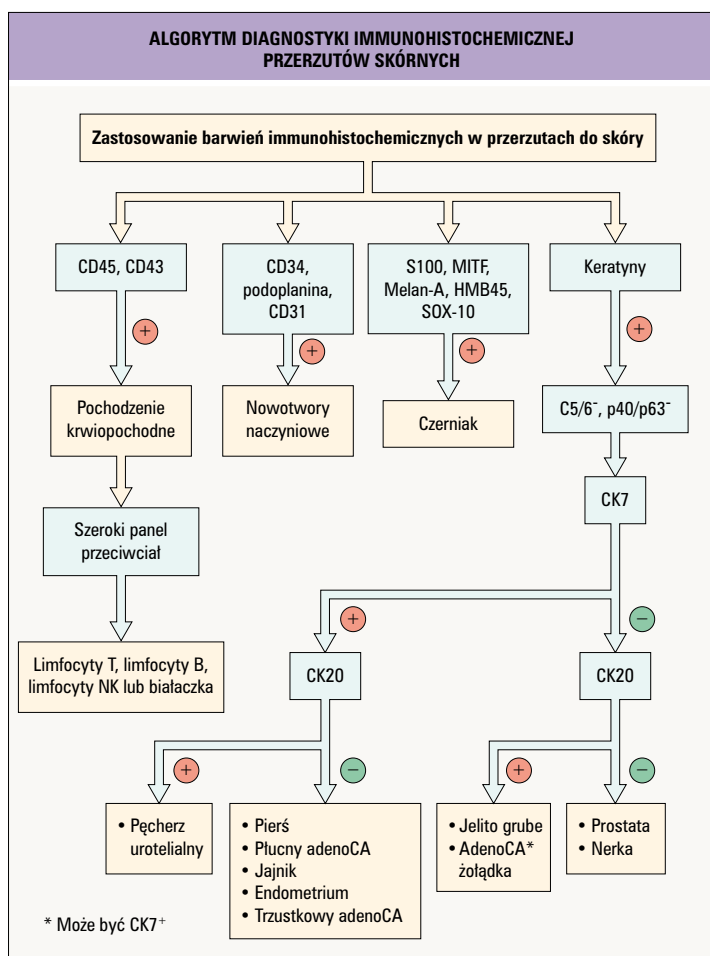 ALGORYTM DIAGNOSTYKI IMMUNOHISTOCHEMICZNEJ
PRZERZUTÓW SKÓRNYCH
Zastosowanie barwień immunohistochemicznych w przerzutach do skóry
CD45, CD43
CD34,
podoplanina,
CD31
S100, MITF,
Melan-A, HMB45,
SOX-10
Keratyny
+
+
+
+
Pochodzenie
krwiopochodne
Nowotwory
naczyniowe
Czerniak
C5/6⁻, p40/p63⁻
Szeroki panel
przeciwciał
CK7
Limfocyty T, limfocyty B,
limfocyty NK lub białaczka
+
–
CK20
CK20
+
–
+
–
• Pęcherz
urotelialny
• Pierś
• Płucny adenoCA
• Jajnik
• Endometrium
• Trzustkowy adenoCA
• Jelito grube
• AdenoCA*
żołądka
• Prostata
• Nerka
* Może być CK7⁺